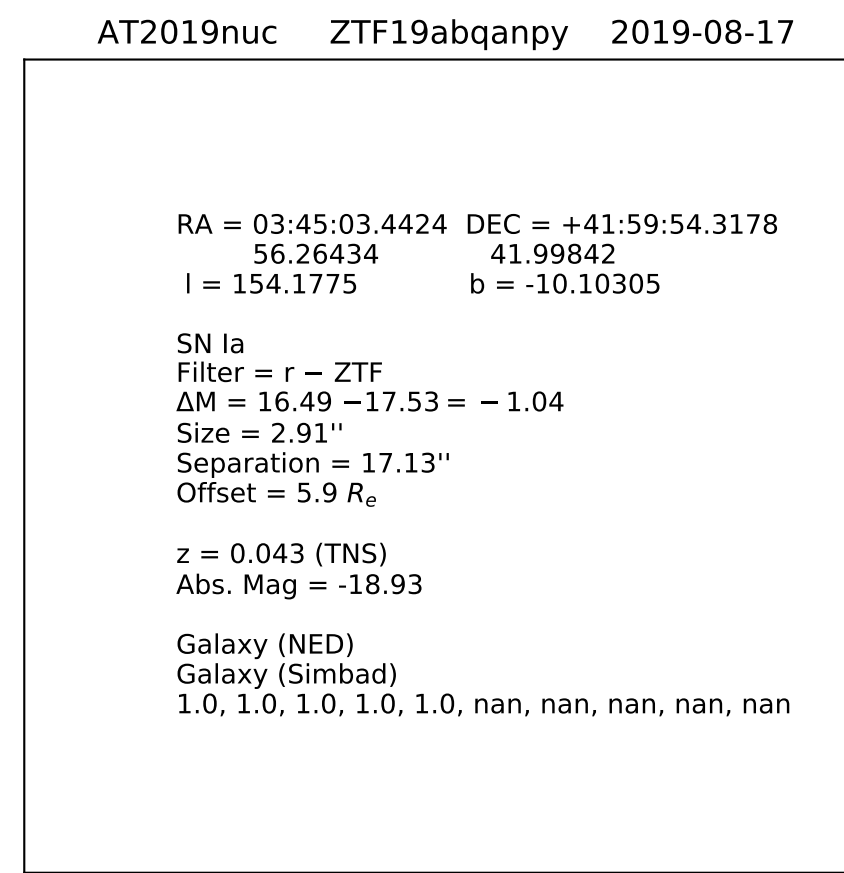 AT2019nuc ZTF19abqanpy 2019-08-17
RA = 03:45:03.4424 DEC = +41:59:54.3178
56.26434 41.99842
l = 154.1775 b = -10.10305
SN Ia
Filter = r − ZTF
ΔM = 16.49 −17.53 = − 1.04
Size = 2.91''
Separation = 17.13''
Offset = 5.9 Re
z = 0.043 (TNS)
Abs. Mag = -18.93
Galaxy (NED)
Galaxy (Simbad)
1.0, 1.0, 1.0, 1.0, 1.0, nan, nan, nan, nan, nan